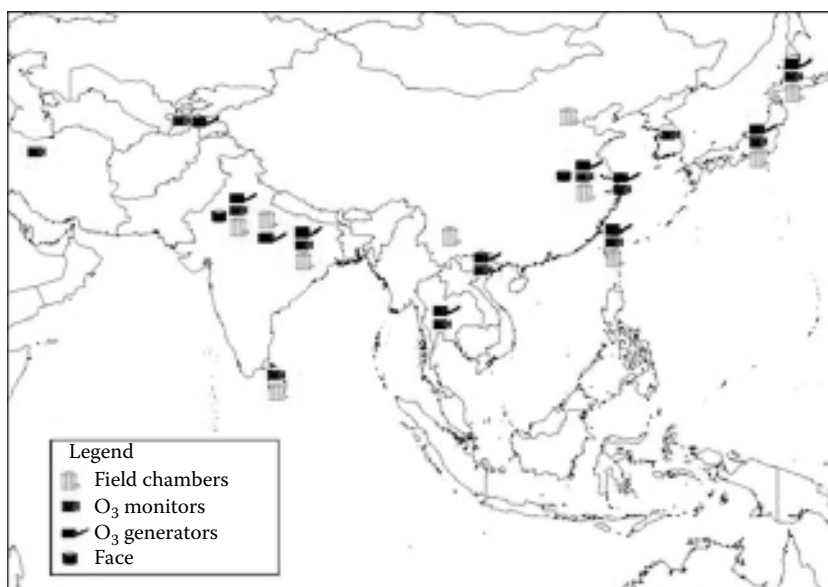 Legend
Field chambers
O₃ monitors
O₃ generators
Face